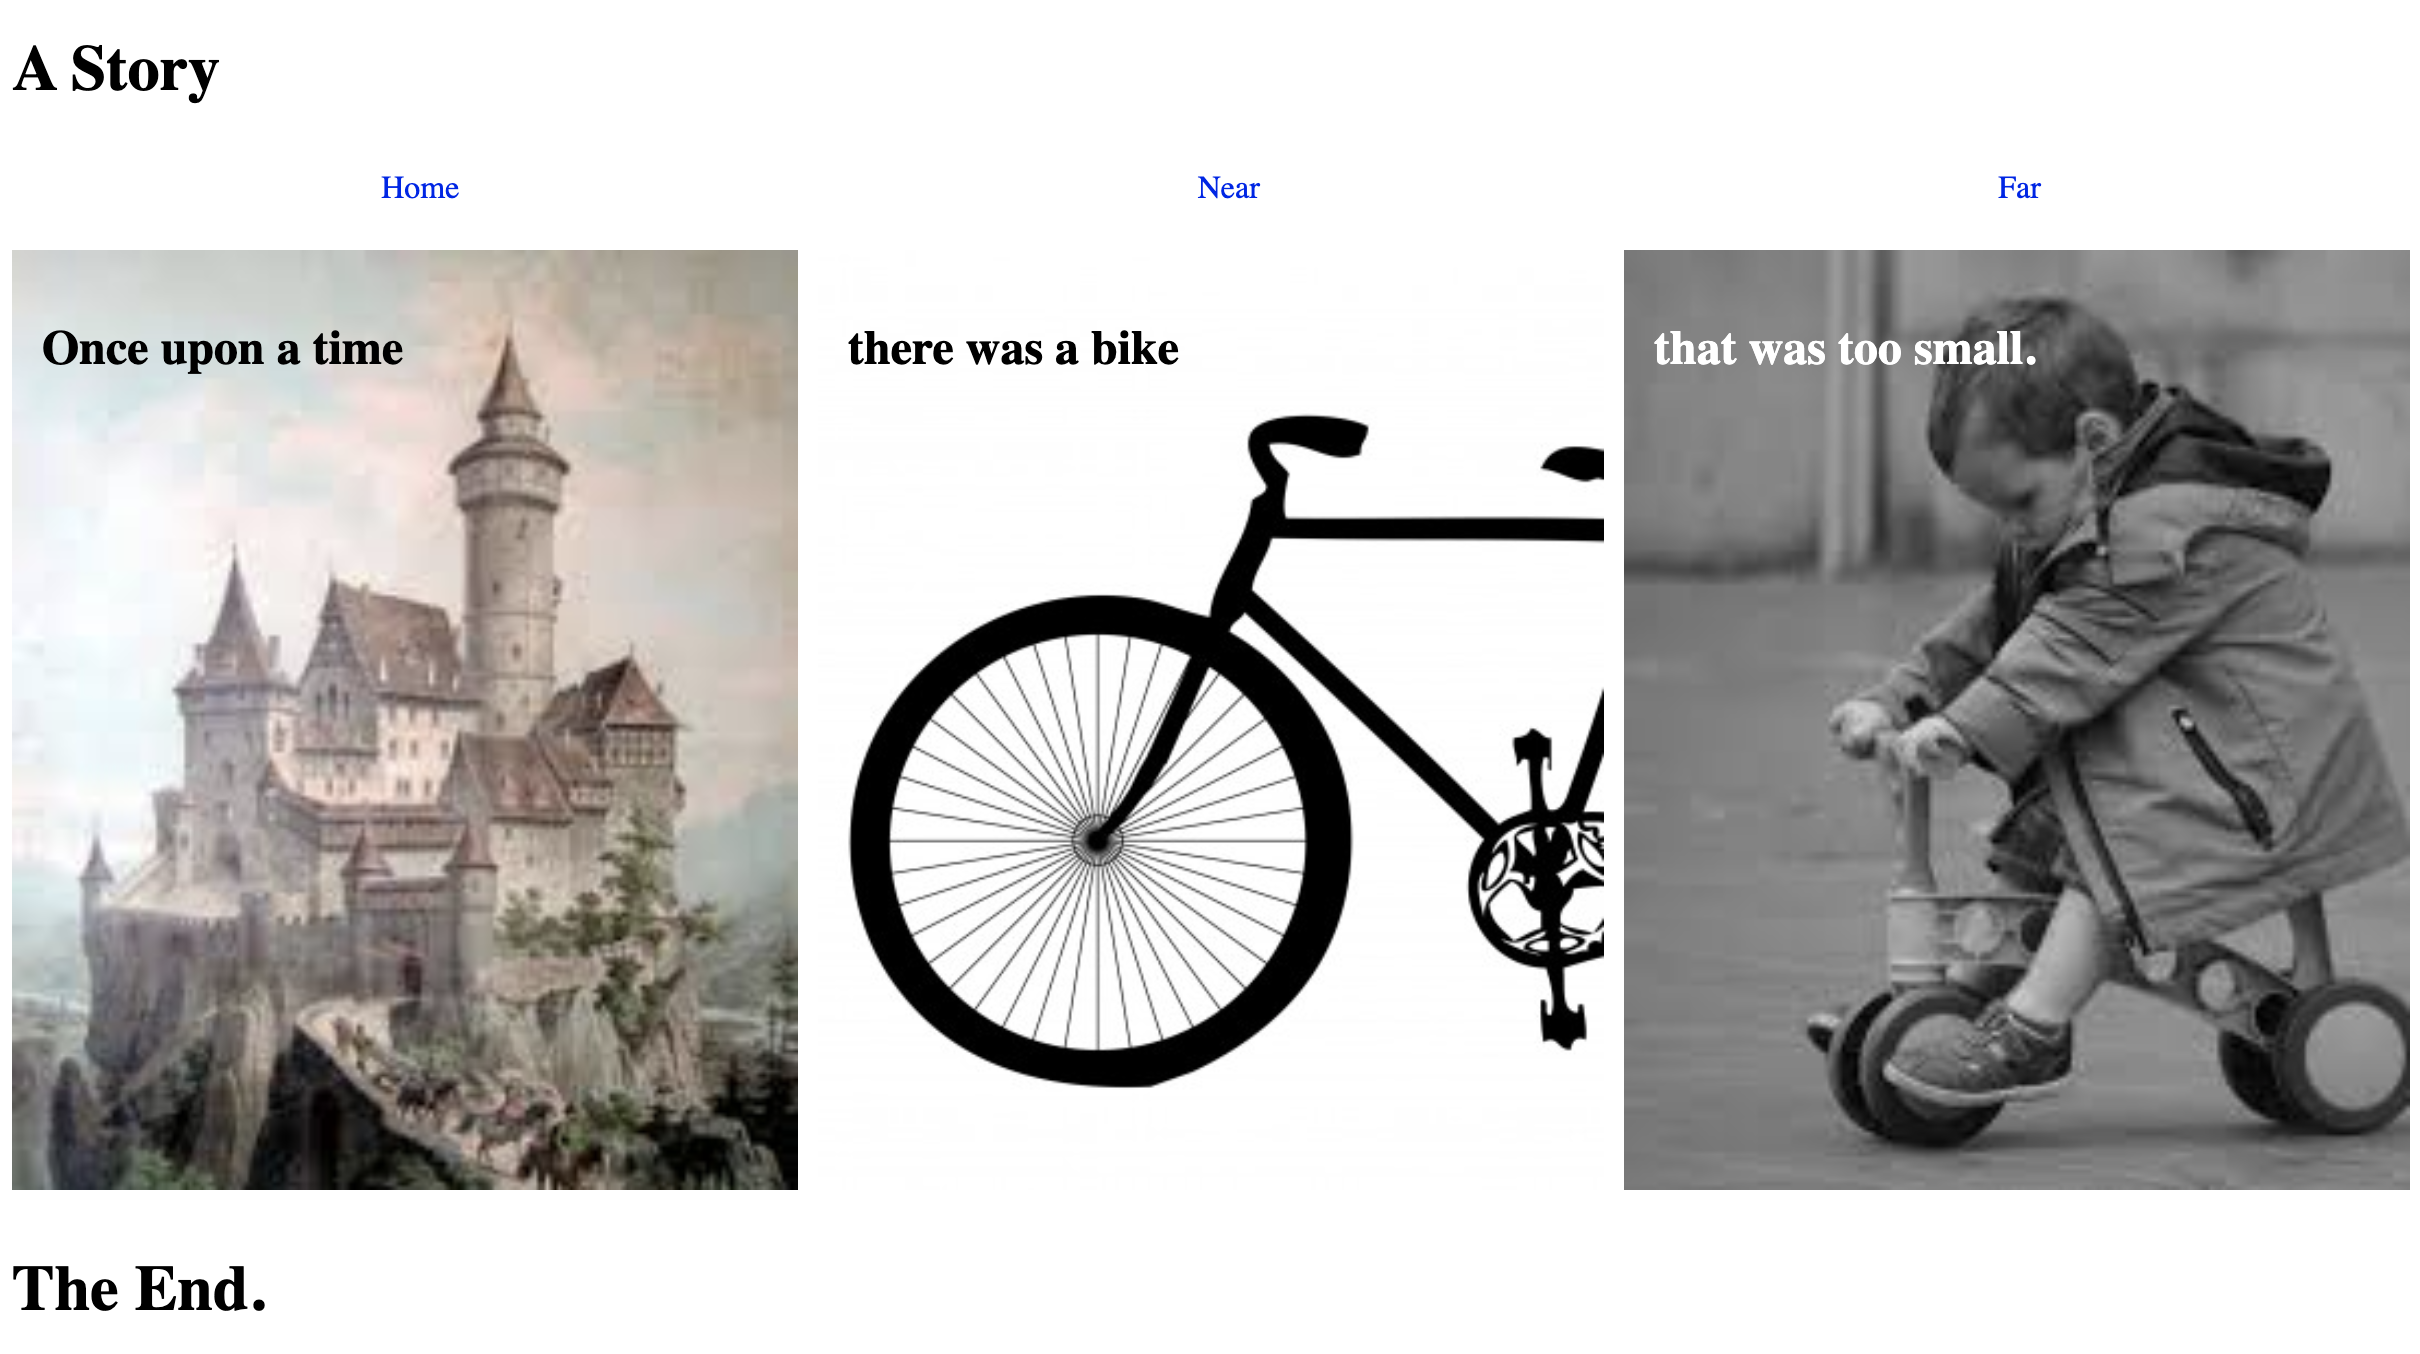 A Story
Home
Near
Far
Once upon a time
there was a bike
that was too small.
The End.